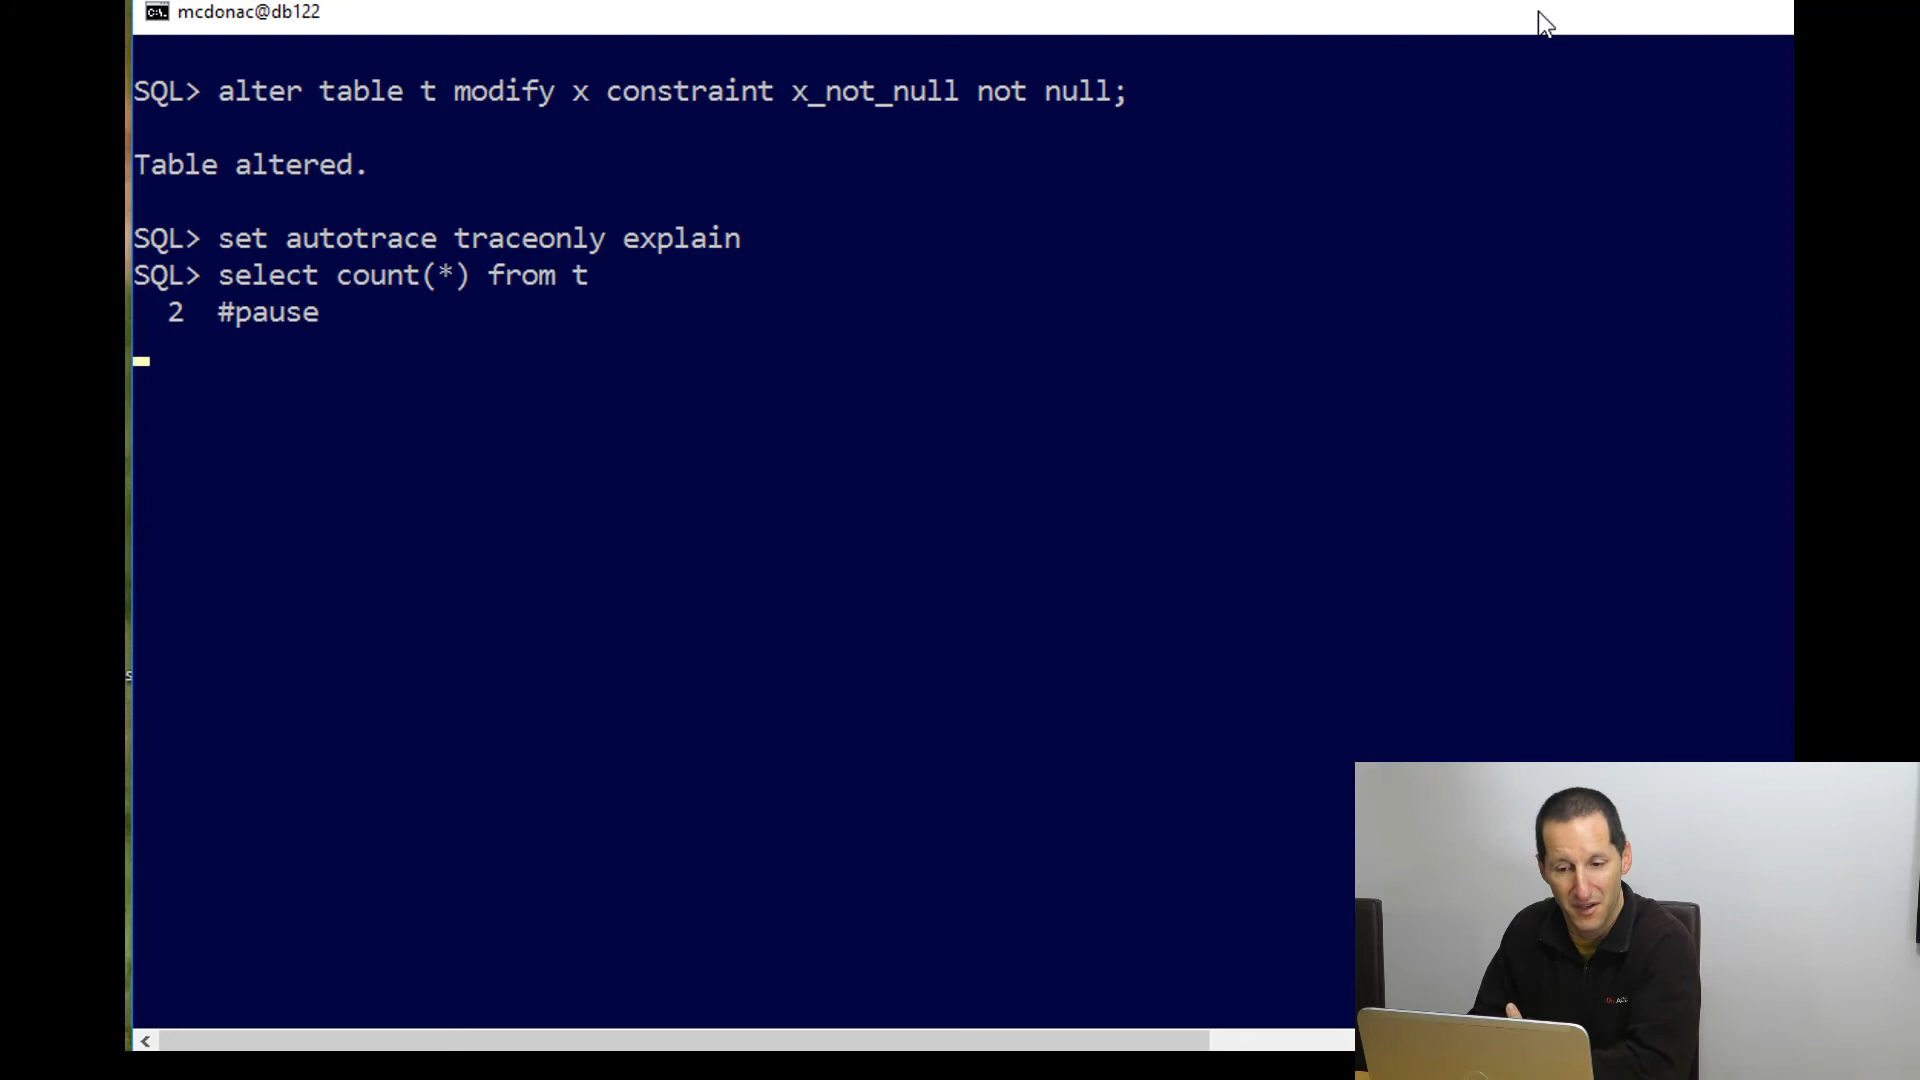 mcdonac@db122
SQL> alter table t modify x constraint x_not_null not null;
Table altered.
SQL> set autotrace traceonly explain
SQL> select count(*) from t
2 #pause